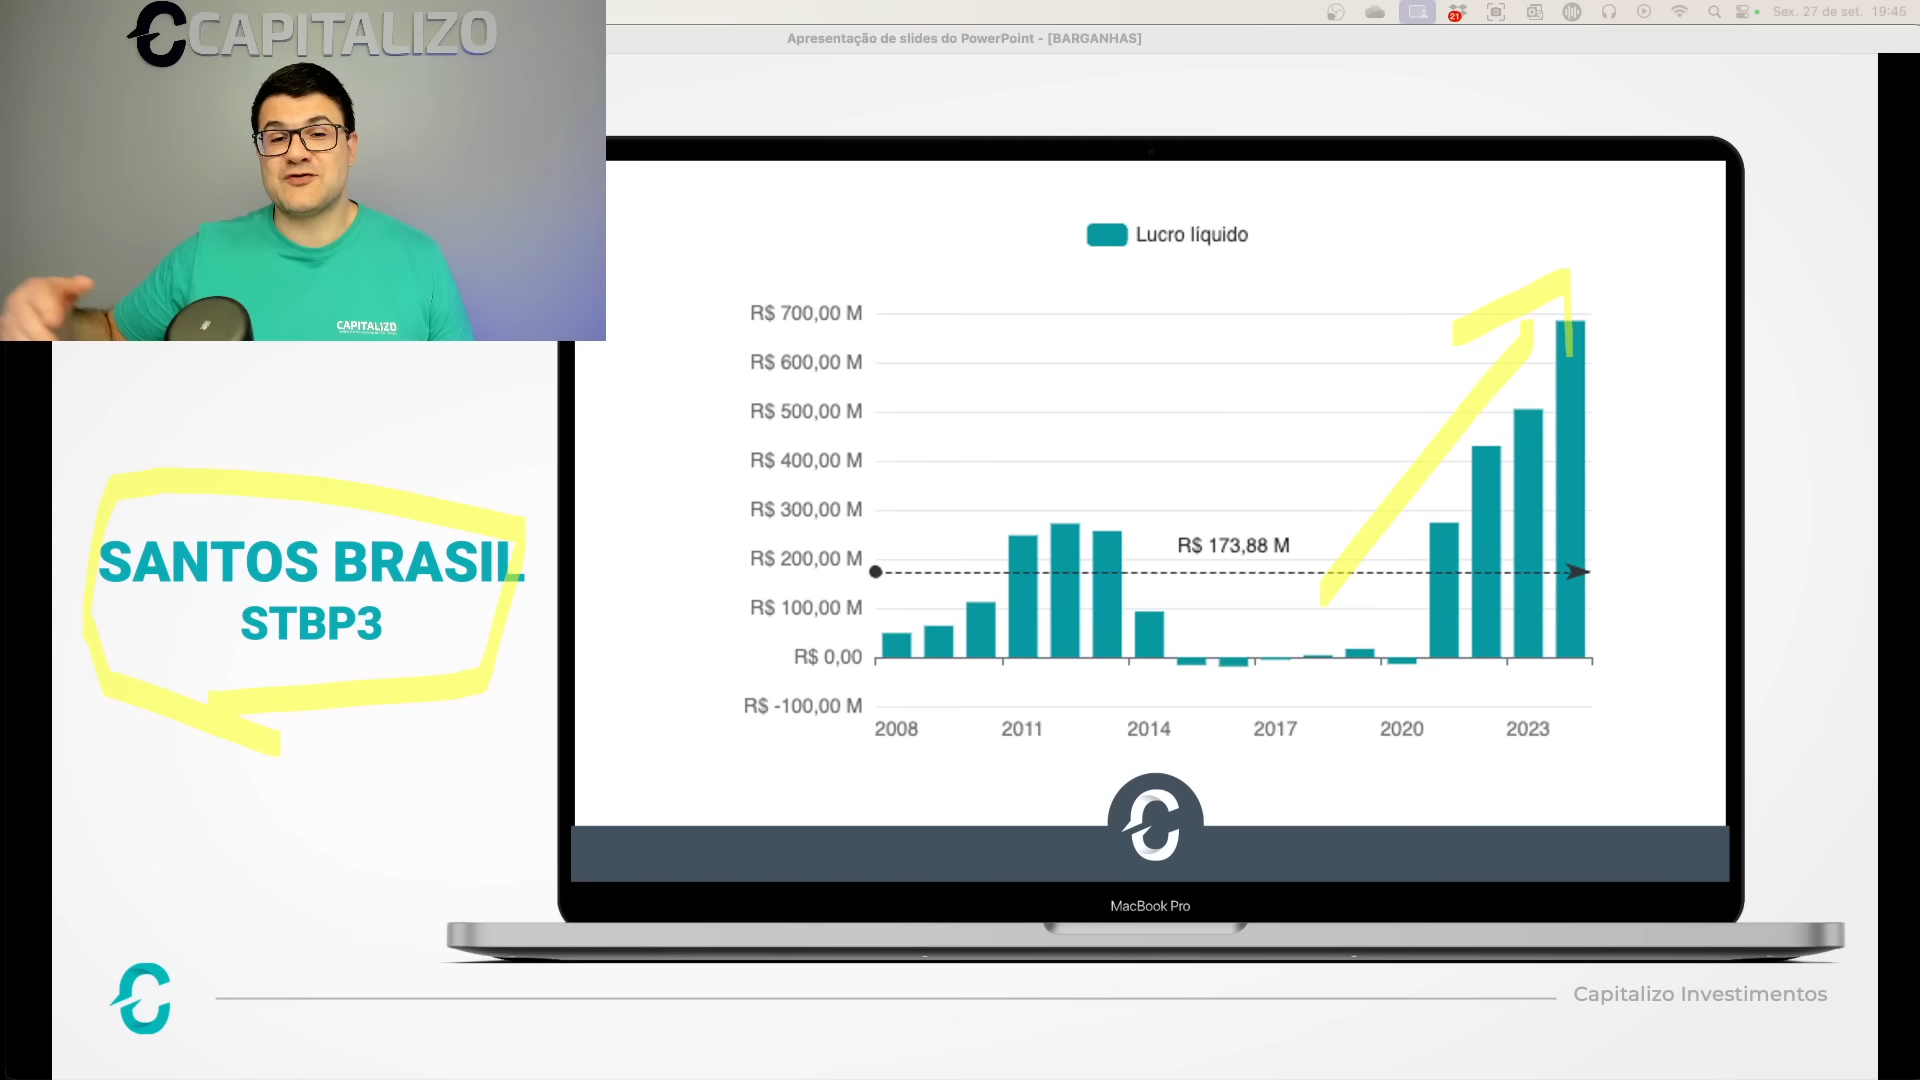 CAPITALIZO
Sex. 27 de set. 19:45
21
Apresentação de slides do PowerPoint - [BARGANHAS]
CAPITALIZO
Lucro líquido
R$ 700,00 M
R$ 600,00 M
R$ 500,00 M
R$ 400,00 M
R$ 300,00 M
R$ 200,00 M
R$ 100,00 M
R$ 0,00
R$ -100,00 M
R$ 173,88 M
2008 2011 2014 2017 2020 2023
SANTOS BRASIL
STBP3
MacBook Pro
Capitalizo Investimentos